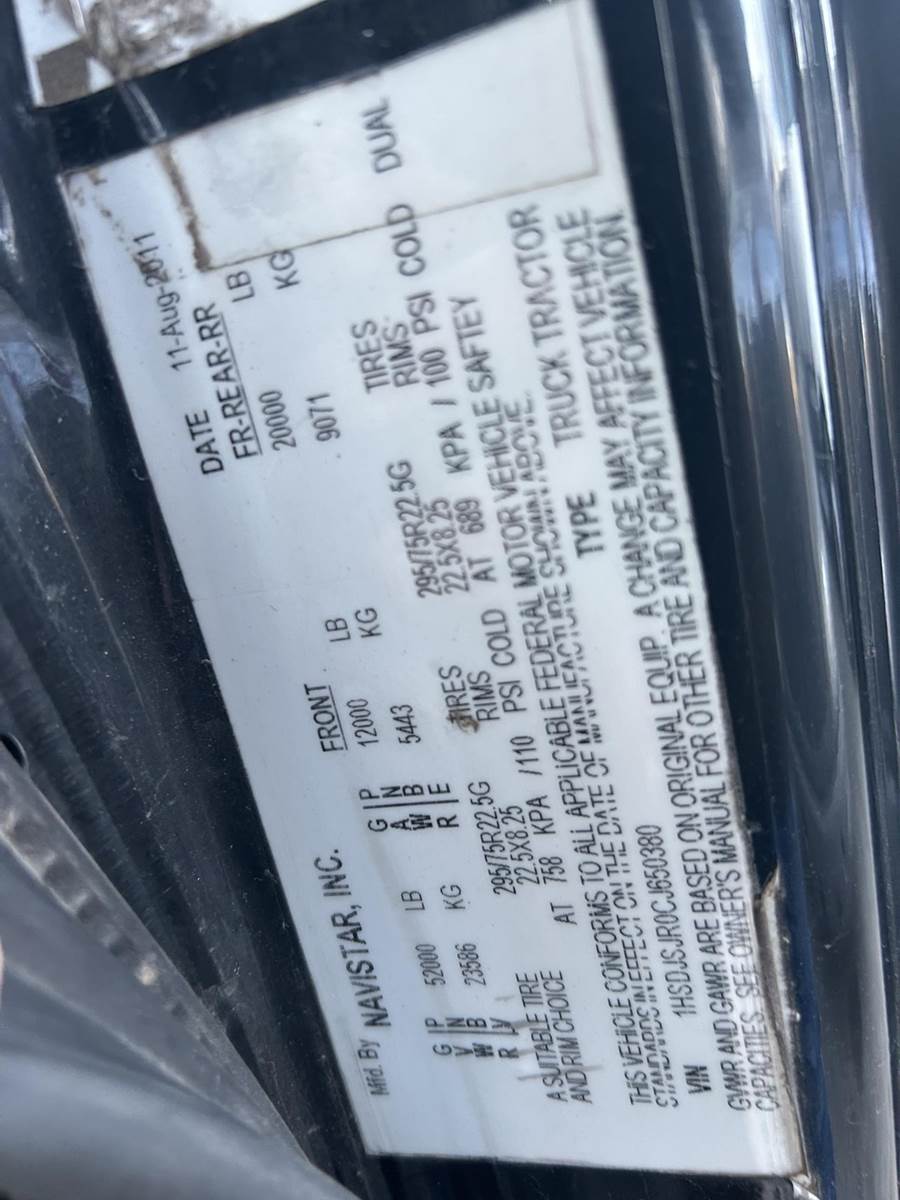 Mfd. By NAVISTAR, INC. DATE 11-Aug-2011
FRONT FR-REAR-RR
G I P 52000 LB G I P 12000 LB 20000 LB
V I N 23586 KG A I N 5443 KG 9071 KG
W I B W I B
R I V R I E
A SUITABLE TIRE 295/75R22.5G TIRES 295/75R22.5G TIRES
AND RIM CHOICE 22.5X8.25 RIMS 22.5X8.25 RIMS
AT 758 KPA / 110 PSI COLD AT 689 KPA / 100 PSI COLD DUAL
THIS VEHICLE CONFORMS TO ALL APPLICABLE FEDERAL MOTOR VEHICLE SAFTEY
STANDARDS IN EFFECT ON THE DATE OF MANUFACTURE SHOWN ABOVE.
VIN 1HSDJSJR0CJ650380 TYPE TRUCK TRACTOR
GVWR AND GAWR ARE BASED ON ORIGINAL EQUIP. A CHANGE MAY AFFECT VEHICLE
CAPACITIES. SEE OWNER'S MANUAL FOR OTHER TIRE AND CAPACITY INFORMATION.